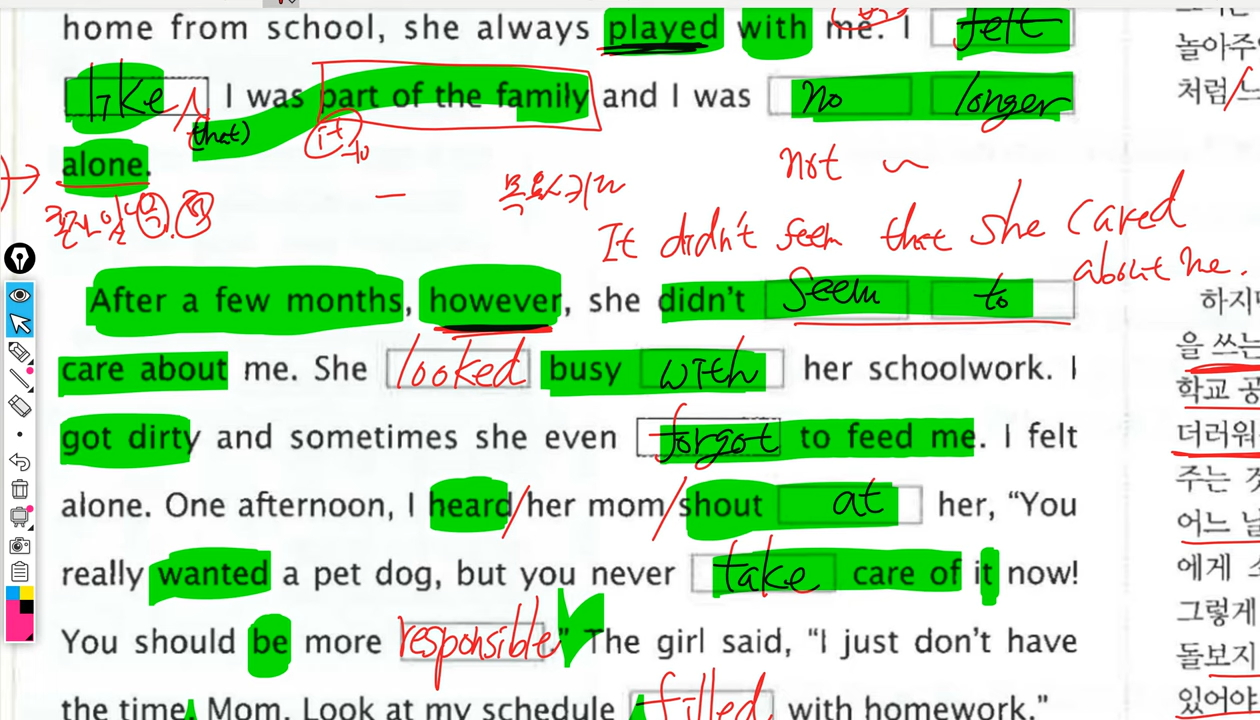 home from school, she always played with me. I felt
like I was part of the family and I was no longer
(that) it
alone.
not ~
It didn't seem that she cared
about me.
After a few months, however, she didn't seem to
하지
care about me. She looked busy with her schoolwork. I
을 쓰는
학교 공
got dirty and sometimes she even forgot to feed me. I felt
더러워
alone. One afternoon, I heard/her mom/shout at her, “You
주는 것
어느 날
really wanted a pet dog, but you never take care of it now!
에게 소
You should be more responsible.” The girl said, “I just don’t have
그렇게
돌보지
the time, Mom. Look at my schedule filled with homework.”
있어야
놀아주
처럼